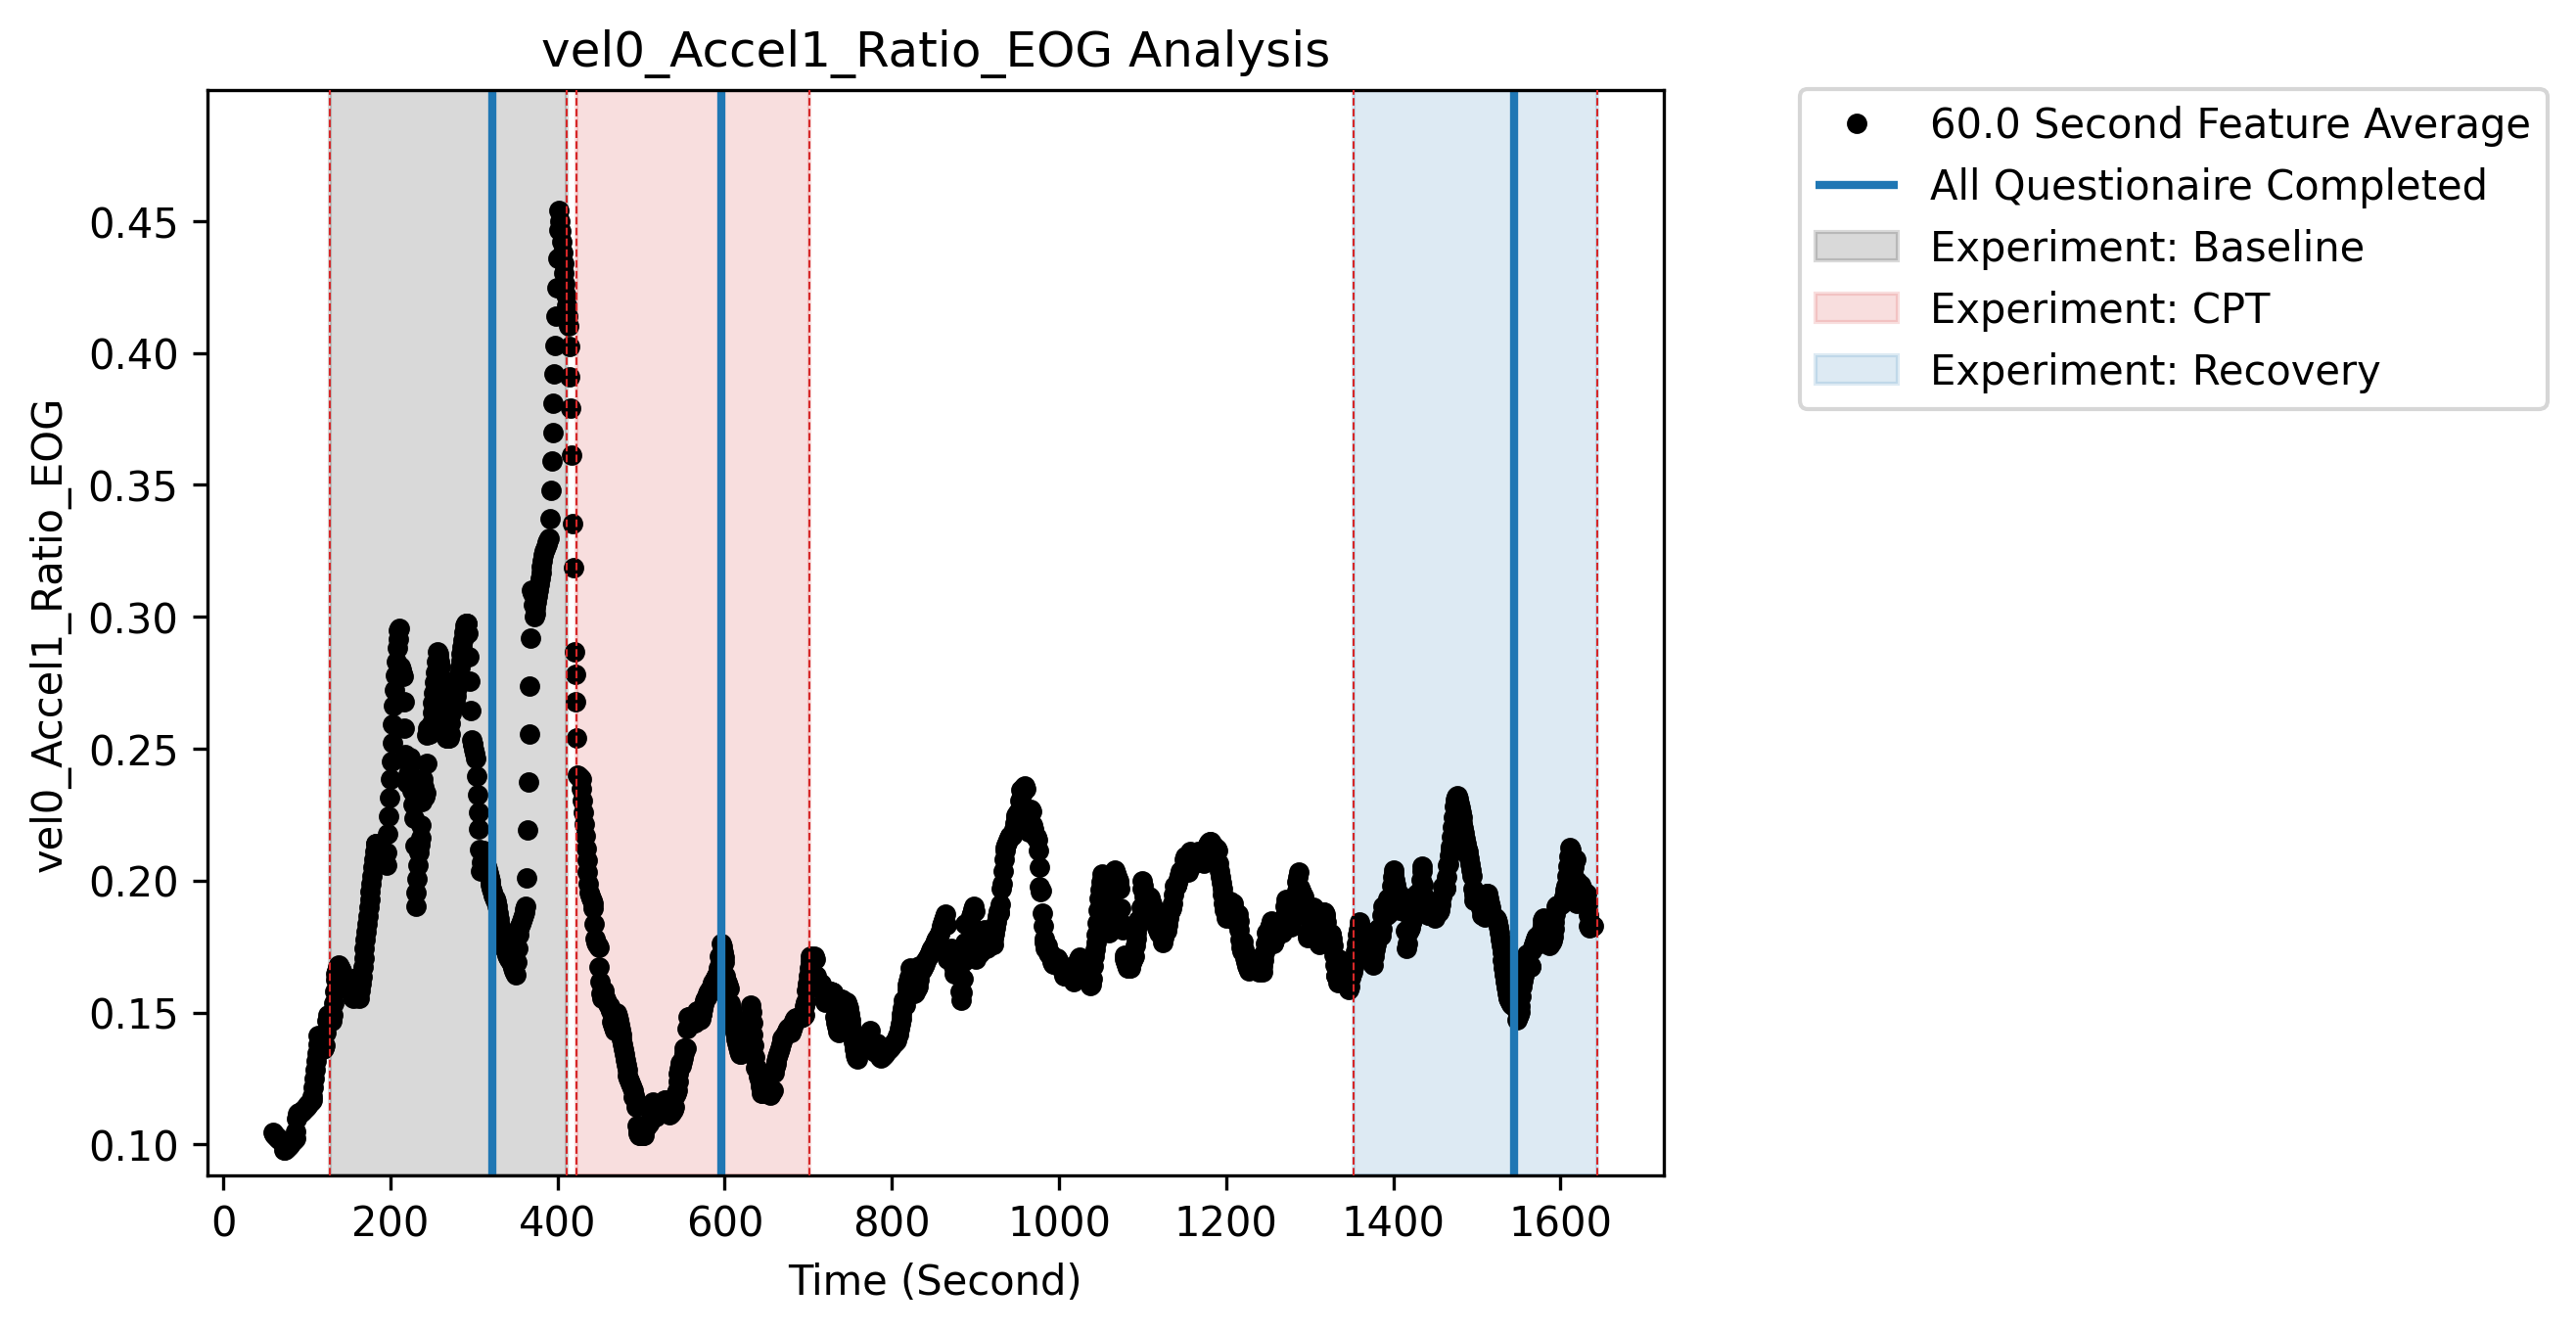 vel0_Accel1_Ratio_EOG Analysis
60.0 Second Feature Average
All Questionaire Completed
Experiment: Baseline
Experiment: CPT
Experiment: Recovery
vel0_Accel1_Ratio_EOG
0.45
0.40
0.35
0.30
0.25
0.20
0.15
0.10
0 200 400 600 800 1000 1200 1400 1600
Time (Second)